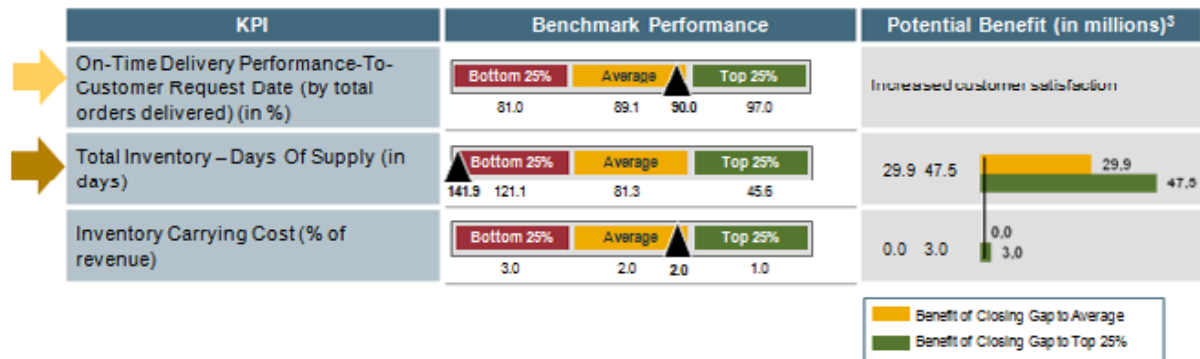 KPI
Benchmark Performance
Potential Benefit (in millions)3
On-Time Delivery Performance-To-
Customer Request Date (by total
orders delivered) (in %)
Bottom 25% Average Top 25%
81.0 89.1 90.0 97.0
Increased customer satisfaction
Total Inventory – Days Of Supply (in
days)
Bottom 25% Average Top 25%
141.9 121.1 81.3 45.6
29.9 47.5
29.9
47.5
Inventory Carrying Cost (% of
revenue)
Bottom 25% Average Top 25%
3.0 2.0 2.0 1.0
0.0 3.0
0.0
3.0
Benefit of Closing Gap to Average
Benefit of Closing Gap to Top 25%